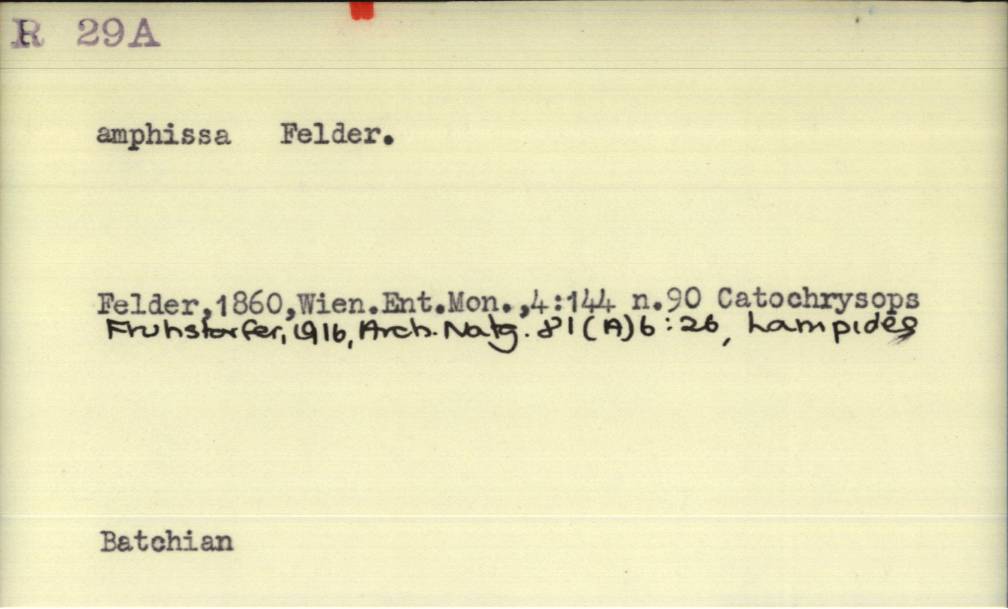 R 29A
amphissa Felder.
Felder,1860,Wien.Ent.Mon.,4:144 n.90 Catochrysops
Fruhstorfer, 1916, Arch. Natg. 81(A)6:26, Lampides
Batchian